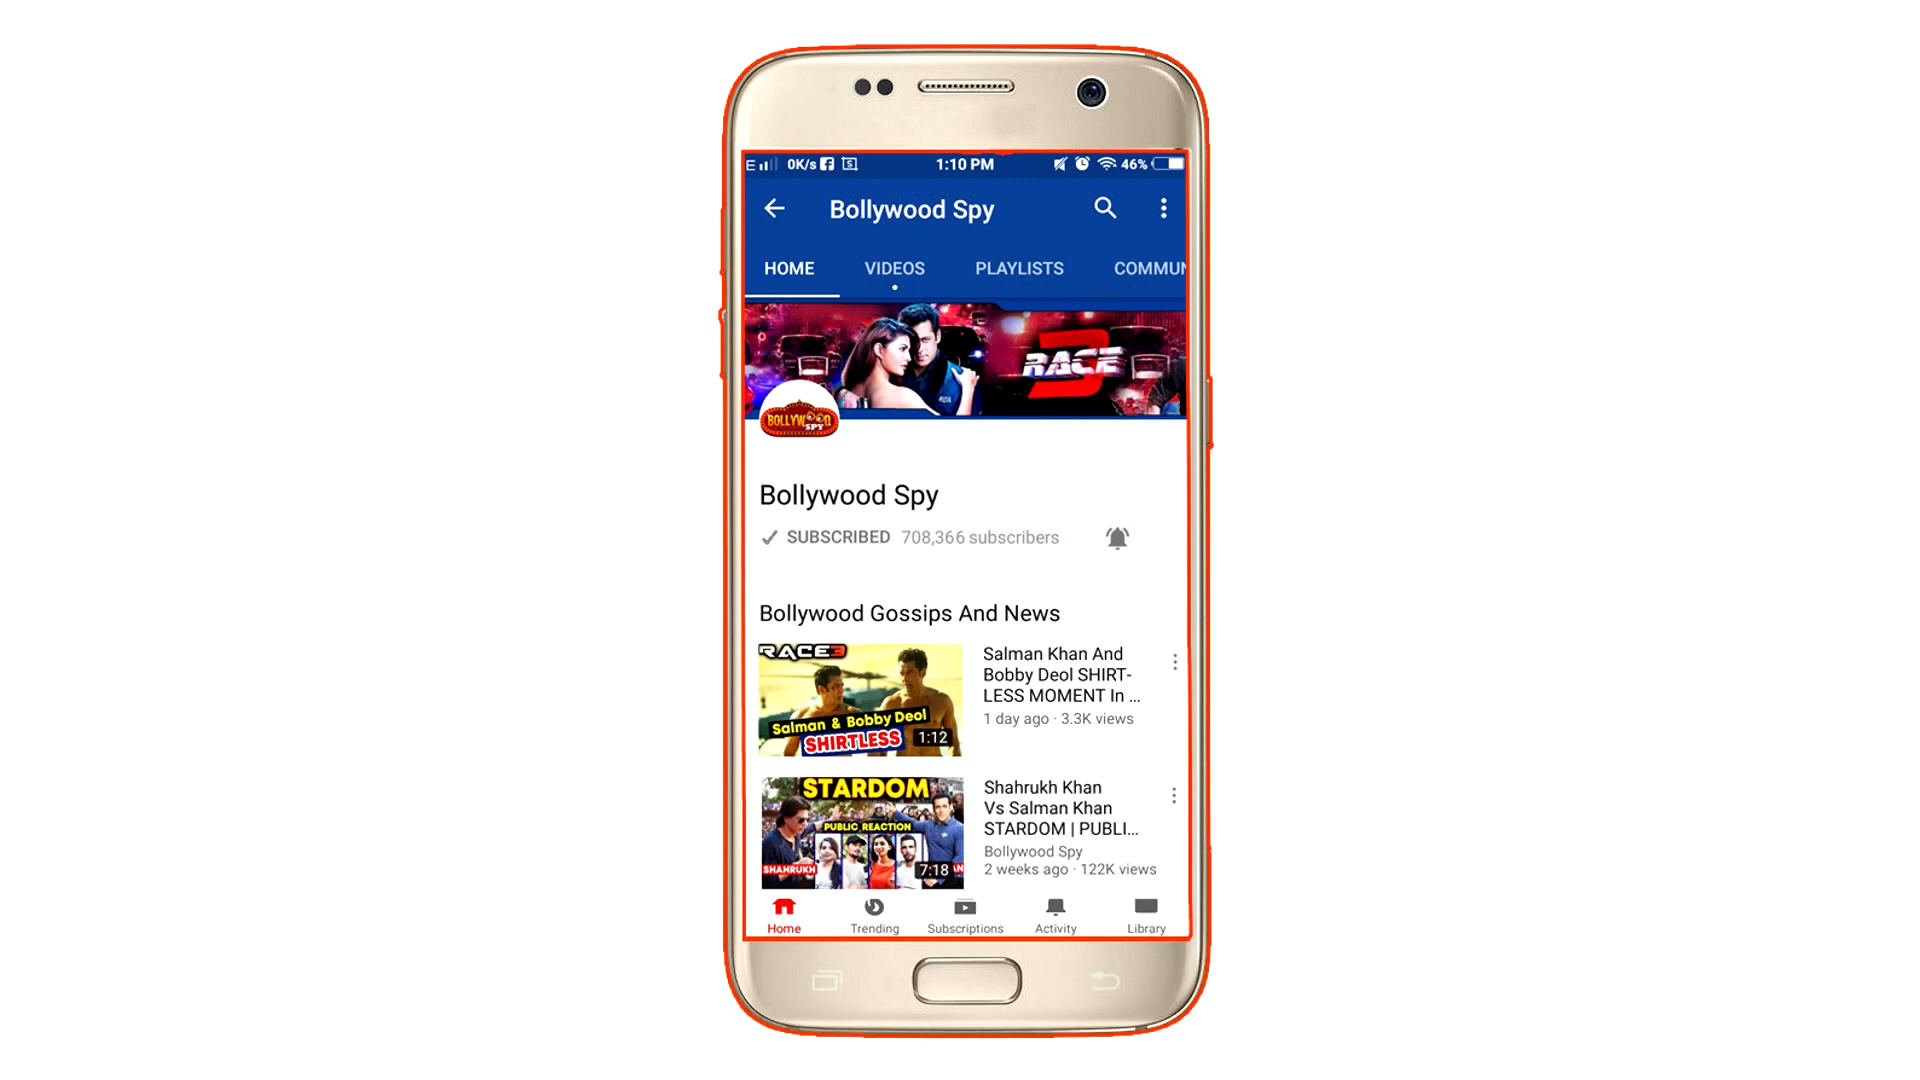 E 0K/s 1:10 PM 46%
Bollywood Spy
HOME VIDEOS PLAYLISTS COMMUN
RACE 3
BOLLYWOOD
SPY
Bollywood Spy
SUBSCRIBED 708,366 subscribers
Bollywood Gossips And News
RACE3
Salman & Bobby Deol
SHIRTLESS
1:12
Salman Khan And
Bobby Deol SHIRT-
LESS MOMENT In ...
1 day ago · 3.3K views
STARDOM
PUBLIC REACTION
SHAHRUKH
7:18
Shahrukh Khan
Vs Salman Khan
STARDOM | PUBLI...
Bollywood Spy
2 weeks ago · 122K views
Home Trending Subscriptions Activity Library